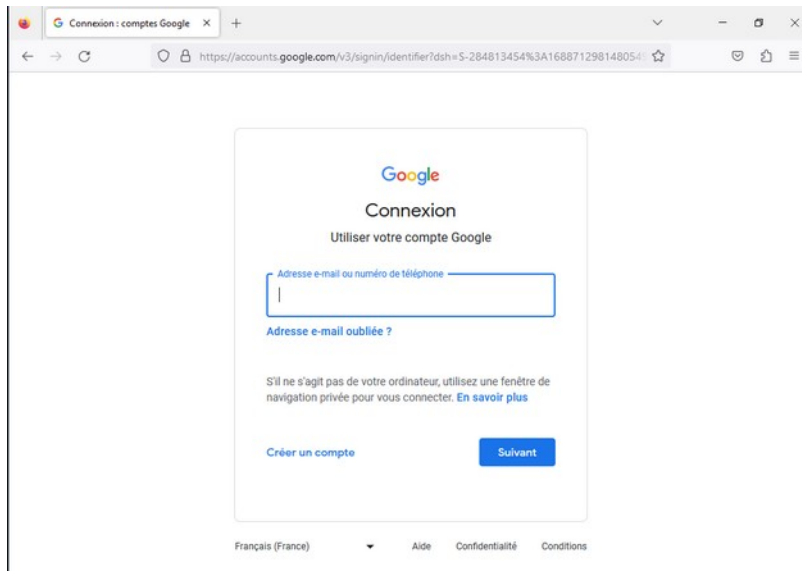 Connexion : comptes Google
https://accounts.google.com/v3/signin/identifier?dsh=S-284813454%3A168871298148054
Google
Connexion
Utiliser votre compte Google
Adresse e-mail ou numéro de téléphone
Adresse e-mail oubliée ?
S'il ne s'agit pas de votre ordinateur, utilisez une fenêtre de
navigation privée pour vous connecter. En savoir plus
Créer un compte Suivant
Français (France) Aide Confidentialité Conditions